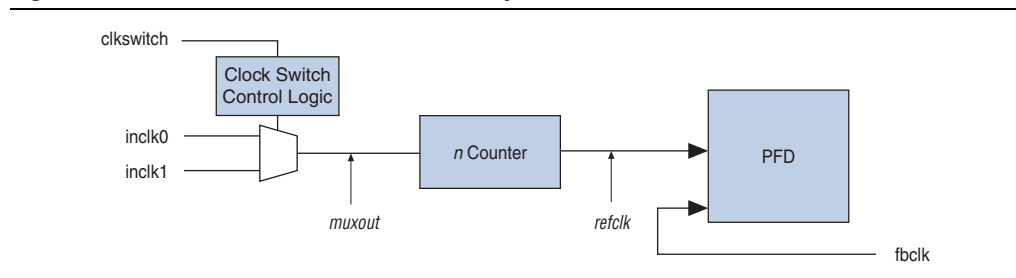 clkswitch
Clock Switch
Control Logic
inclk0
inclk1
n Counter
PFD
muxout
refclk
fbclk